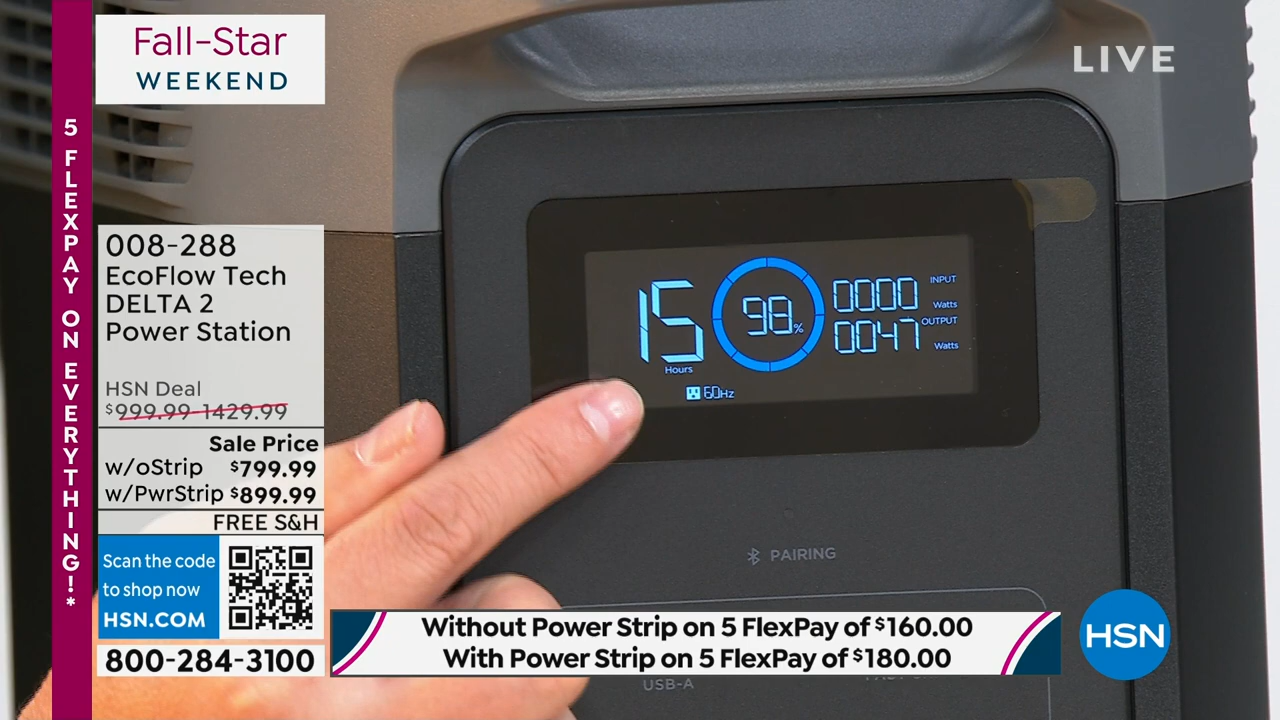 Fall-Star
WEEKEND
LIVE
5 FLEXPAY ON EVERYTHING!*
008-288
EcoFlow Tech
DELTA 2
Power Station
HSN Deal
$999.99-1429.99
Sale Price
w/oStrip $799.99
w/PwrStrip $899.99
FREE S&H
Scan the code
to shop now
HSN.COM
800-284-3100
15
Hours
98%
0000 INPUT
Watts
0047 OUTPUT
Watts
60Hz
PAIRING
Without Power Strip on 5 FlexPay of $160.00
With Power Strip on 5 FlexPay of $180.00
HSN
USB-A